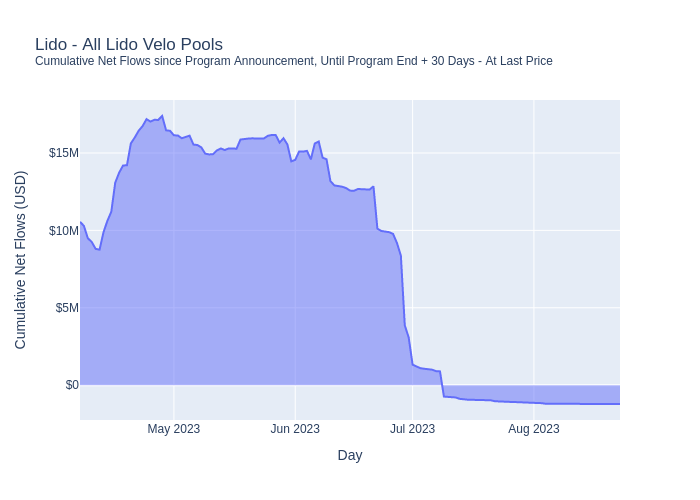 Lido - All Lido Velo Pools
Cumulative Net Flows since Program Announcement, Until Program End + 30 Days - At Last Price
Cumulative Net Flows (USD)
$15M
$10M
$5M
$0
May 2023
Jun 2023
Jul 2023
Aug 2023
Day